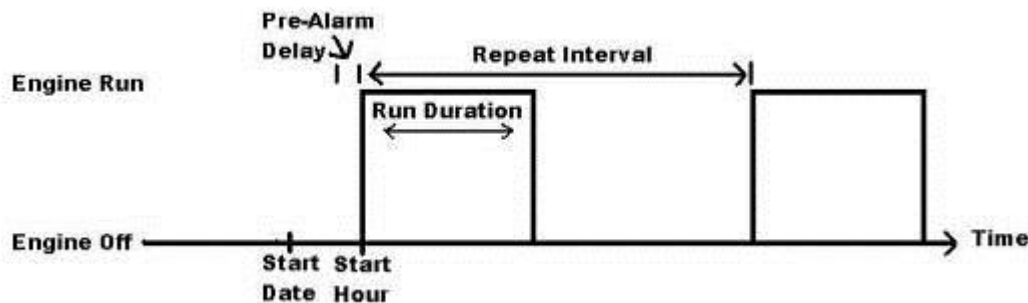 Pre-Alarm
Delay
Repeat Interval
Engine Run
Run Duration
Engine Off
Time
Start
Date
Start
Hour